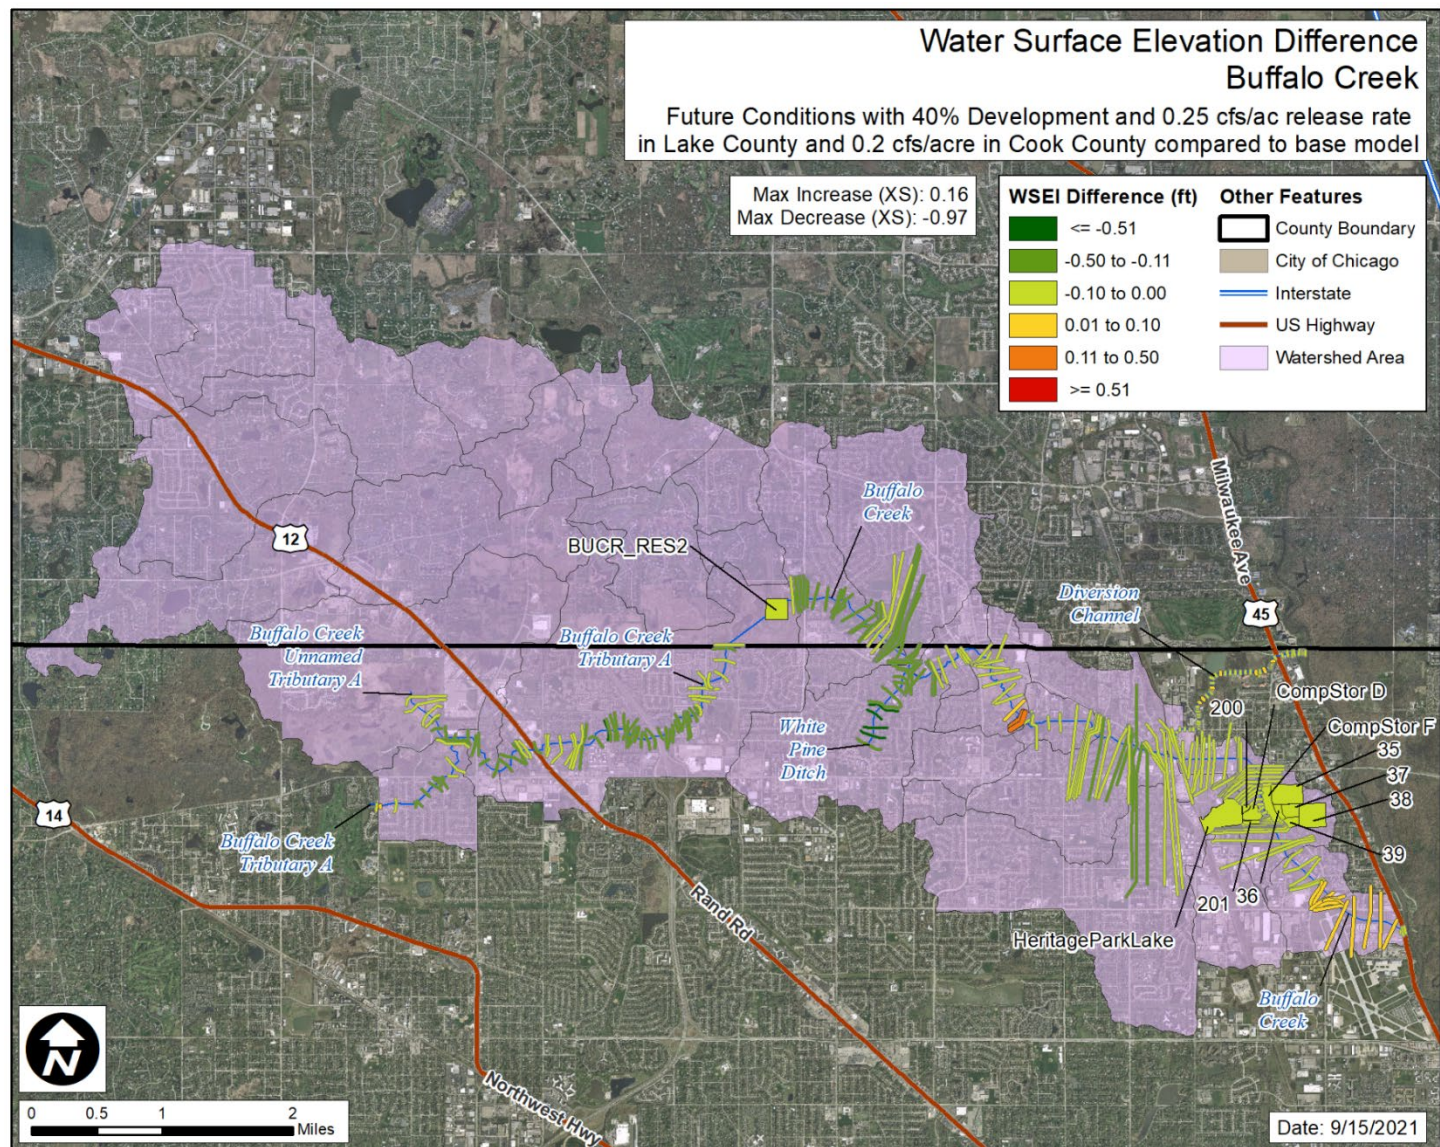 Water Surface Elevation Difference
Buffalo Creek
Future Conditions with 40% Development and 0.25 cfs/ac release rate
in Lake County and 0.2 cfs/acre in Cook County compared to base model
Max Increase (XS): 0.16
Max Decrease (XS): -0.97
WSEl Difference (ft)
<= -0.51
-0.50 to -0.11
-0.10 to 0.00
0.01 to 0.10
0.11 to 0.50
>= 0.51
Other Features
County Boundary
City of Chicago
Interstate
US Highway
Watershed Area
Milwaukee Ave
45
12
14
Buffalo
Creek
BUCR_RES2
Diversion
Channel
Buffalo Creek
Unnamed
Tributary A
Buffalo Creek
Tributary A
White
Pine
Ditch
Buffalo Creek
Tributary A
200
CompStor D
CompStor F
35
37
38
39
36
201
HeritageParkLake
Buffalo
Creek
Rand Rd
Northwest Hwy
N
0 0.5 1 2
Miles
Date: 9/15/2021